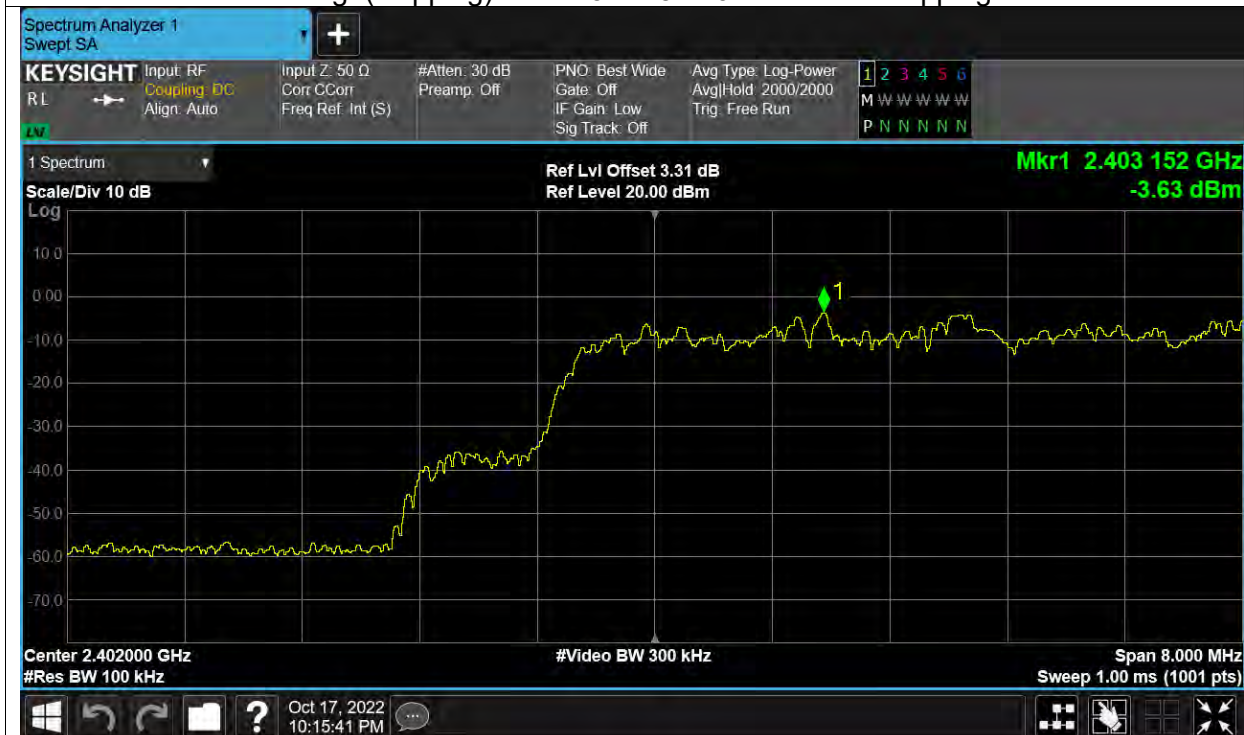 Spectrum Analyzer 1
Swept SA
+
KEYSIGHT
RL
Input: RF
Coupling: DC
Align: Auto
Input Z: 50 Ω
Corr CCorr
Freq Ref: Int (S)
#Atten: 30 dB
Preamp: Off
PNO: Best Wide
Gate: Off
IF Gain: Low
Sig Track: Off
Avg Type: Log-Power
Avg|Hold: 2000/2000
Trig: Free Run
1 2 3 4 5 6
M W W W W W
P N N N N N
1 Spectrum
Scale/Div 10 dB
Log
Ref Lvl Offset 3.31 dB
Ref Level 20.00 dBm
Mkr1 2.403 152 GHz
-3.63 dBm
10.0
0.00
-10.0
-20.0
-30.0
-40.0
-50.0
-60.0
-70.0
1
Center 2.402000 GHz
#Res BW 100 kHz
#Video BW 300 kHz
Span 8.000 MHz
Sweep 1.00 ms (1001 pts)
?
Oct 17, 2022
10:15:41 PM